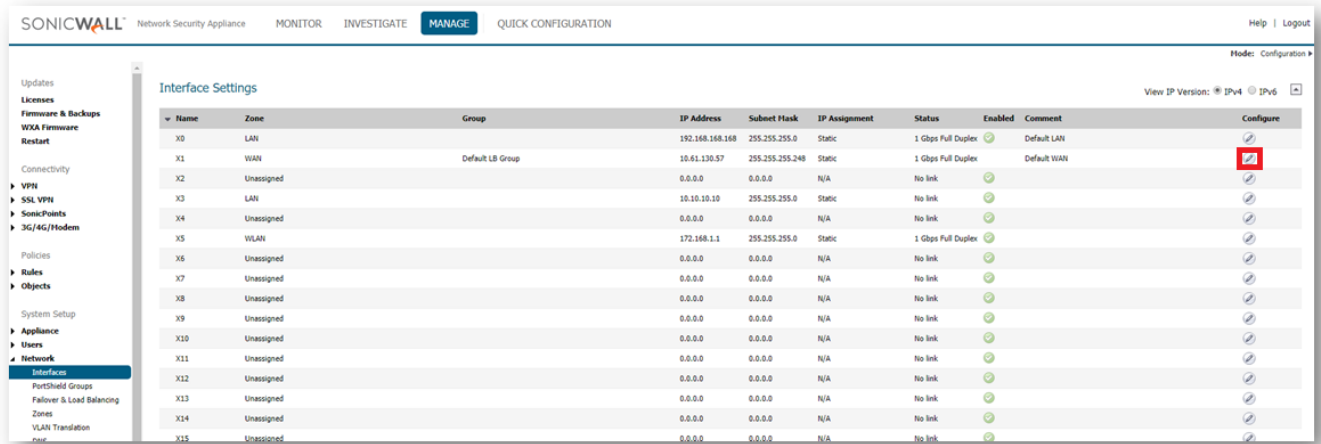 SONICWALL Network Security Appliance MONITOR INVESTIGATE MANAGE QUICK CONFIGURATION Help | Logout
Mode: Configuration
Updates
Licenses
Firmware & Backups
WXA Firmware
Restart
Connectivity
VPN
SSL VPN
SonicPoints
3G/4G/Modem
Policies
Rules
Objects
System Setup
Appliance
Users
Network
Interfaces
PortShield Groups
Failover & Load Balancing
Zones
VLAN Translation
DNS
Interface Settings
View IP Version: IPv4 IPv6
Name Zone Group IP Address Subnet Mask IP Assignment Status Enabled Comment Configure
X0 LAN 192.168.168.168 255.255.255.0 Static 1 Gbps Full Duplex Default LAN
X1 WAN Default LB Group 10.61.130.57 255.255.255.248 Static 1 Gbps Full Duplex Default WAN
X2 Unassigned 0.0.0.0 0.0.0.0 N/A No link
X3 LAN 10.10.10.10 255.255.255.0 Static No link
X4 Unassigned 0.0.0.0 0.0.0.0 N/A No link
X5 WLAN 172.168.1.1 255.255.255.0 Static 1 Gbps Full Duplex
X6 Unassigned 0.0.0.0 0.0.0.0 N/A No link
X7 Unassigned 0.0.0.0 0.0.0.0 N/A No link
X8 Unassigned 0.0.0.0 0.0.0.0 N/A No link
X9 Unassigned 0.0.0.0 0.0.0.0 N/A No link
X10 Unassigned 0.0.0.0 0.0.0.0 N/A No link
X11 Unassigned 0.0.0.0 0.0.0.0 N/A No link
X12 Unassigned 0.0.0.0 0.0.0.0 N/A No link
X13 Unassigned 0.0.0.0 0.0.0.0 N/A No link
X14 Unassigned 0.0.0.0 0.0.0.0 N/A No link
X15 Unassigned 0.0.0.0 0.0.0.0 N/A No link